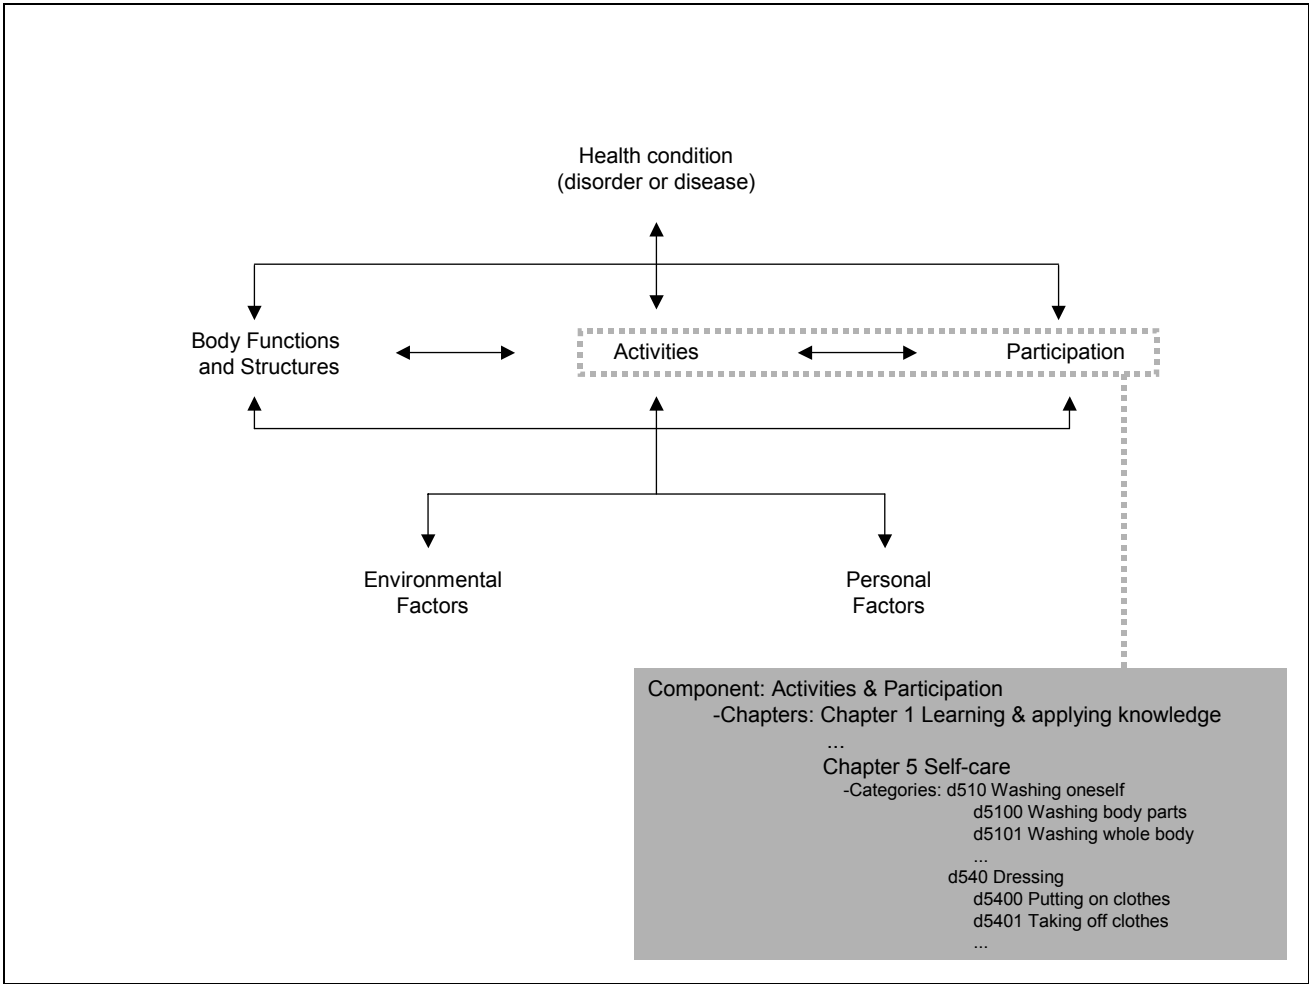 Health condition
(disorder or disease)
Body Functions
and Structures
Activities
Participation
Environmental
Factors
Personal
Factors
Component: Activities & Participation
-Chapters: Chapter 1 Learning & applying knowledge
...
Chapter 5 Self-care
-Categories: d510 Washing oneself
d5100 Washing body parts
d5101 Washing whole body
...
d540 Dressing
d5400 Putting on clothes
d5401 Taking off clothes
...